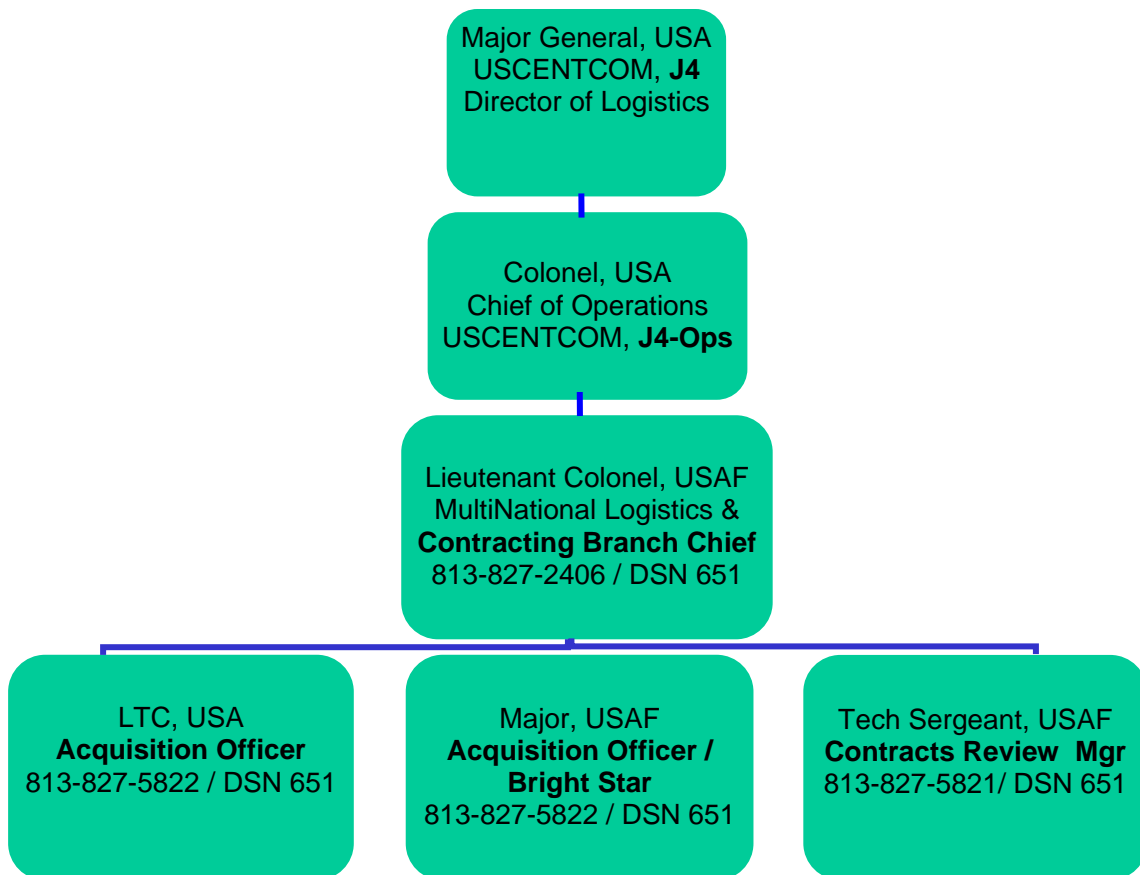 Major General, USA
USCENTCOM, J4
Director of Logistics
Colonel, USA
Chief of Operations
USCENTCOM, J4-Ops
Lieutenant Colonel, USAF
MultiNational Logistics &
Contracting Branch Chief
813-827-2406 / DSN 651
LTC, USA
Acquisition Officer
813-827-5822 / DSN 651
Major, USAF
Acquisition Officer /
Bright Star
813-827-5822 / DSN 651
Tech Sergeant, USAF
Contracts Review  Mgr
813-827-5821/ DSN 651